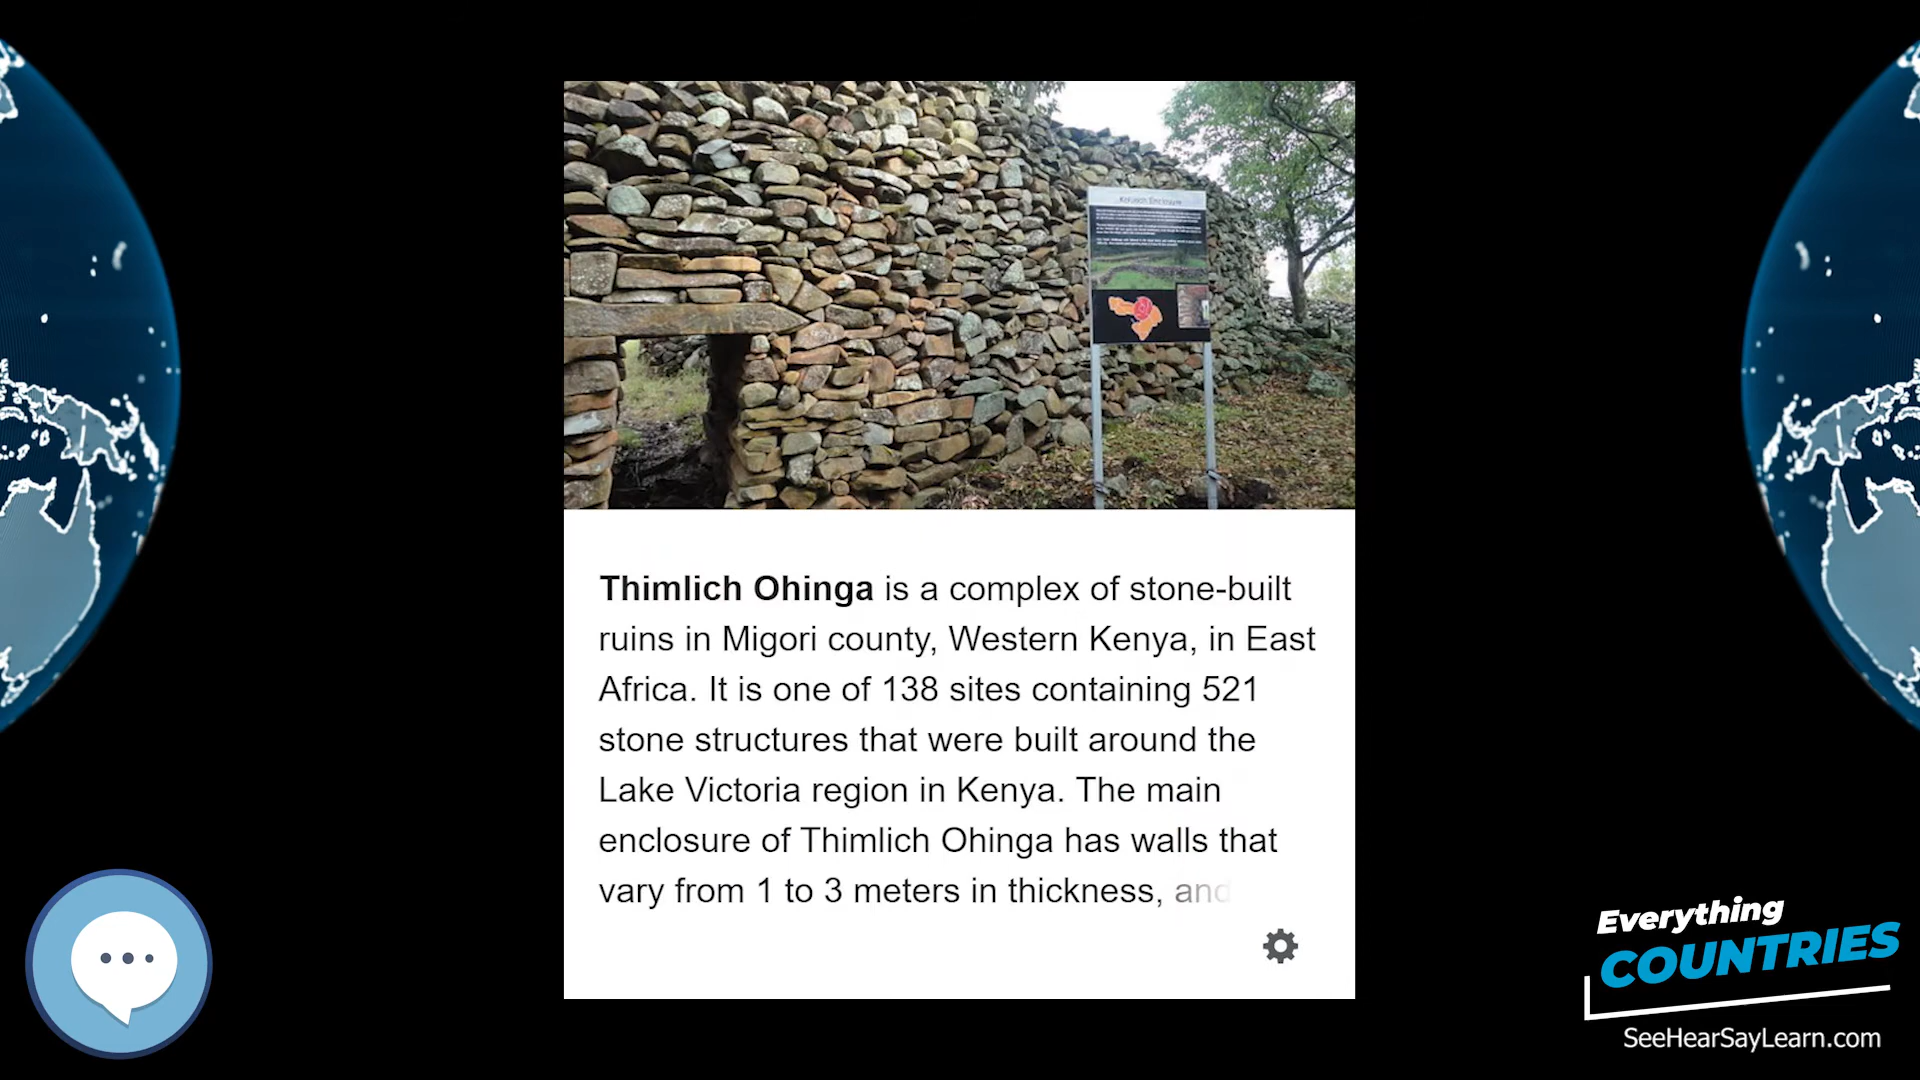 Kochieng Enclosure
Thimlich Ohinga is a complex of stone-built
ruins in Migori county, Western Kenya, in East
Africa. It is one of 138 sites containing 521
stone structures that were built around the
Lake Victoria region in Kenya. The main
enclosure of Thimlich Ohinga has walls that
vary from 1 to 3 meters in thickness, and
Everything
COUNTRIES
SeeHearSayLearn.com